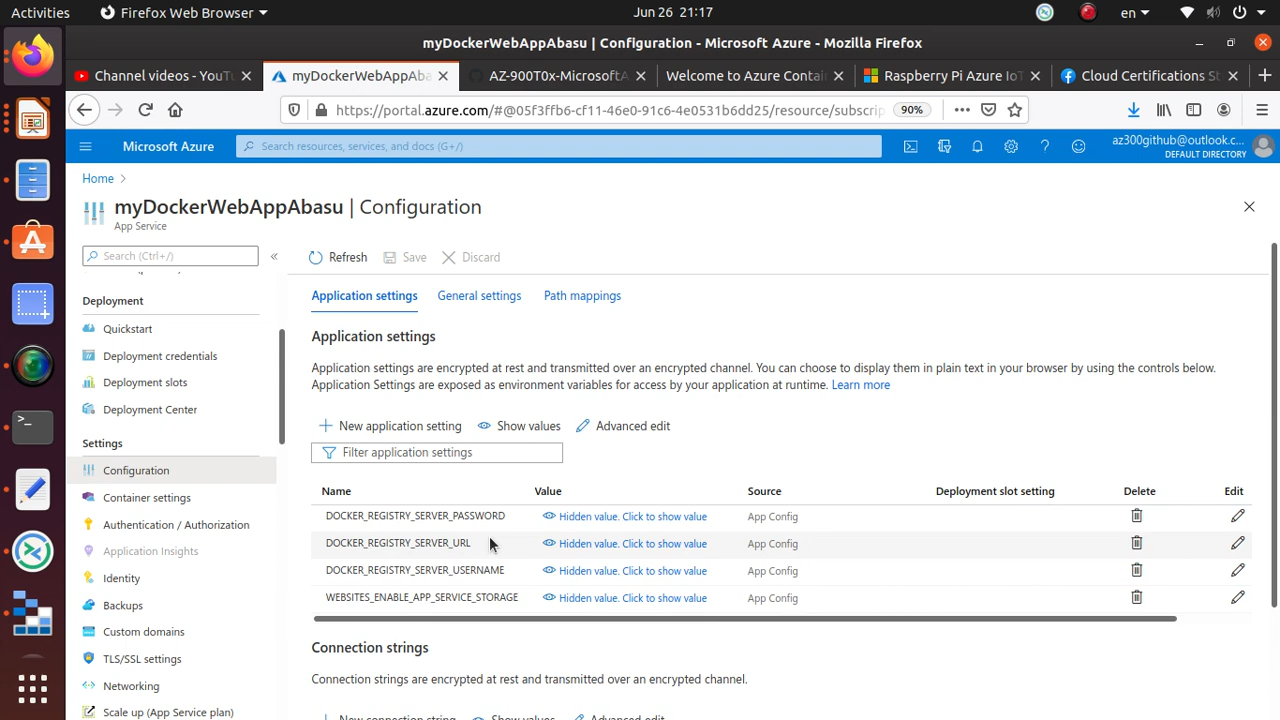 Activities
Firefox Web Browser
Jun 26 21:17
en
myDockerWebAppAbasu | Configuration - Microsoft Azure - Mozilla Firefox
Channel videos - YouTu
myDockerWebAppAba
AZ-900T0x-MicrosoftA
Welcome to Azure Contai
Raspberry Pi Azure IoT
Cloud Certifications St
https://portal.azure.com/#@05f3ffb6-cf11-46e0-91c6-4e0531b6dd25/resource/subscrip
90%
Microsoft Azure
Search resources, services, and docs (G+/)
az300github@outlook.c...
DEFAULT DIRECTORY
Home >
myDockerWebAppAbasu | Configuration
App Service
Search (Ctrl+/)
«
Refresh
Save
Discard
Deployment
Quickstart
Deployment credentials
Deployment slots
Deployment Center
Settings
Configuration
Container settings
Authentication / Authorization
Application Insights
Identity
Backups
Custom domains
TLS/SSL settings
Networking
Scale up (App Service plan)
Application settings
General settings
Path mappings
Application settings
Application settings are encrypted at rest and transmitted over an encrypted channel. You can choose to display them in plain text in your browser by using the controls below.
Application Settings are exposed as environment variables for access by your application at runtime. Learn more
New application setting
Show values
Advanced edit
Filter application settings
Name Value Source Deployment slot setting Delete Edit
DOCKER_REGISTRY_SERVER_PASSWORD Hidden value. Click to show value App Config
DOCKER_REGISTRY_SERVER_URL Hidden value. Click to show value App Config
DOCKER_REGISTRY_SERVER_USERNAME Hidden value. Click to show value App Config
WEBSITES_ENABLE_APP_SERVICE_STORAGE Hidden value. Click to show value App Config
Connection strings
Connection strings are encrypted at rest and transmitted over an encrypted channel.
New connection string
Show values
Advanced edit